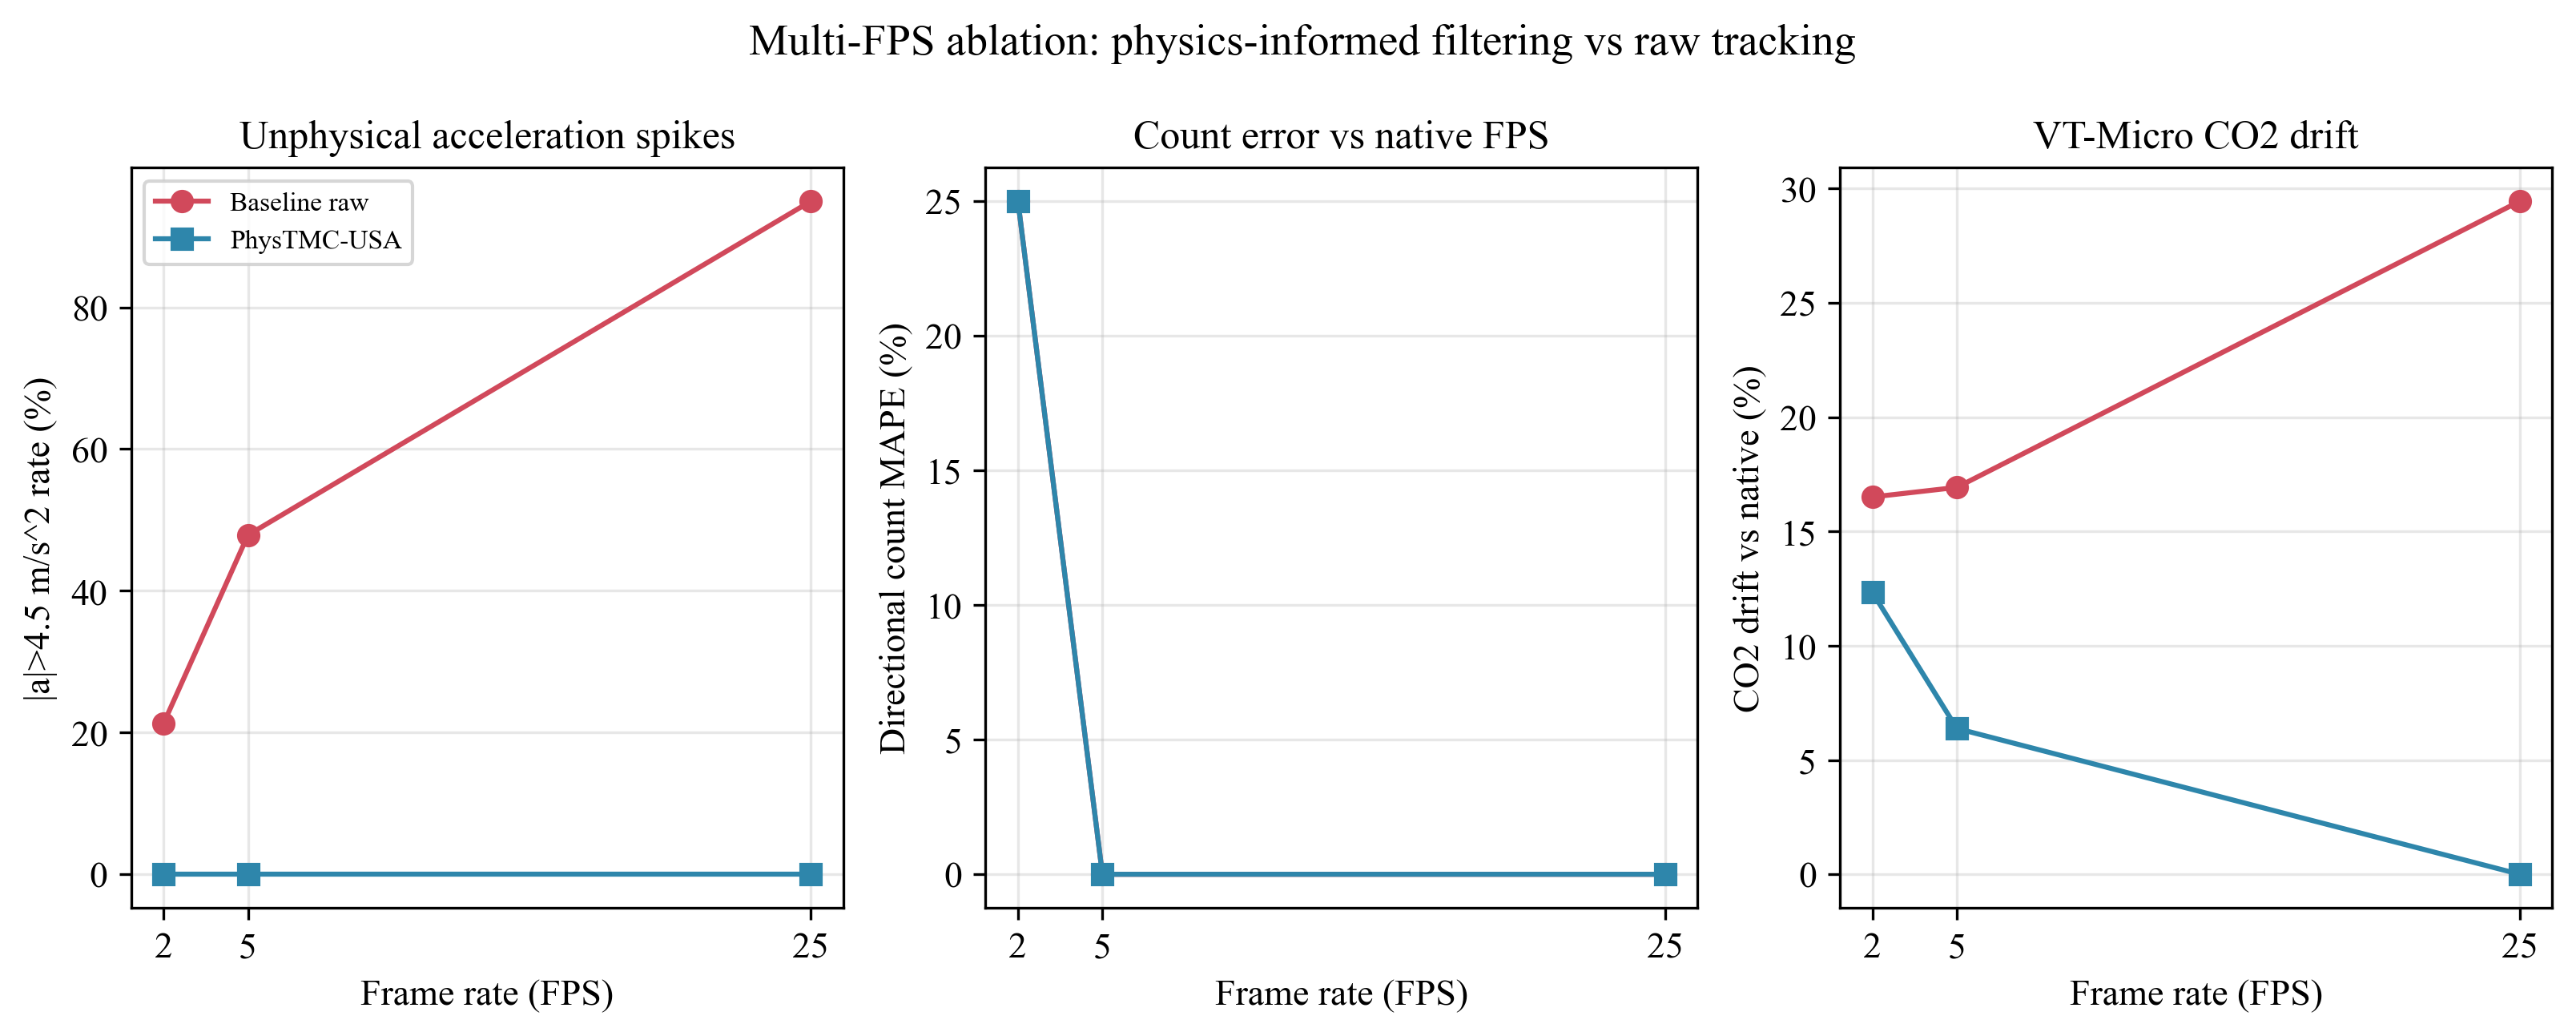 Multi-FPS ablation: physics-informed filtering vs raw tracking
Unphysical acceleration spikes
Baseline raw
PhysTMC-USA
|a|>4.5 m/s^2 rate (%)
80
60
40
20
0
2 5 25
Frame rate (FPS)
Count error vs native FPS
Directional count MAPE (%)
25
20
15
10
5
0
2 5 25
Frame rate (FPS)
VT-Micro CO2 drift
CO2 drift vs native (%)
30
25
20
15
10
5
0
2 5 25
Frame rate (FPS)